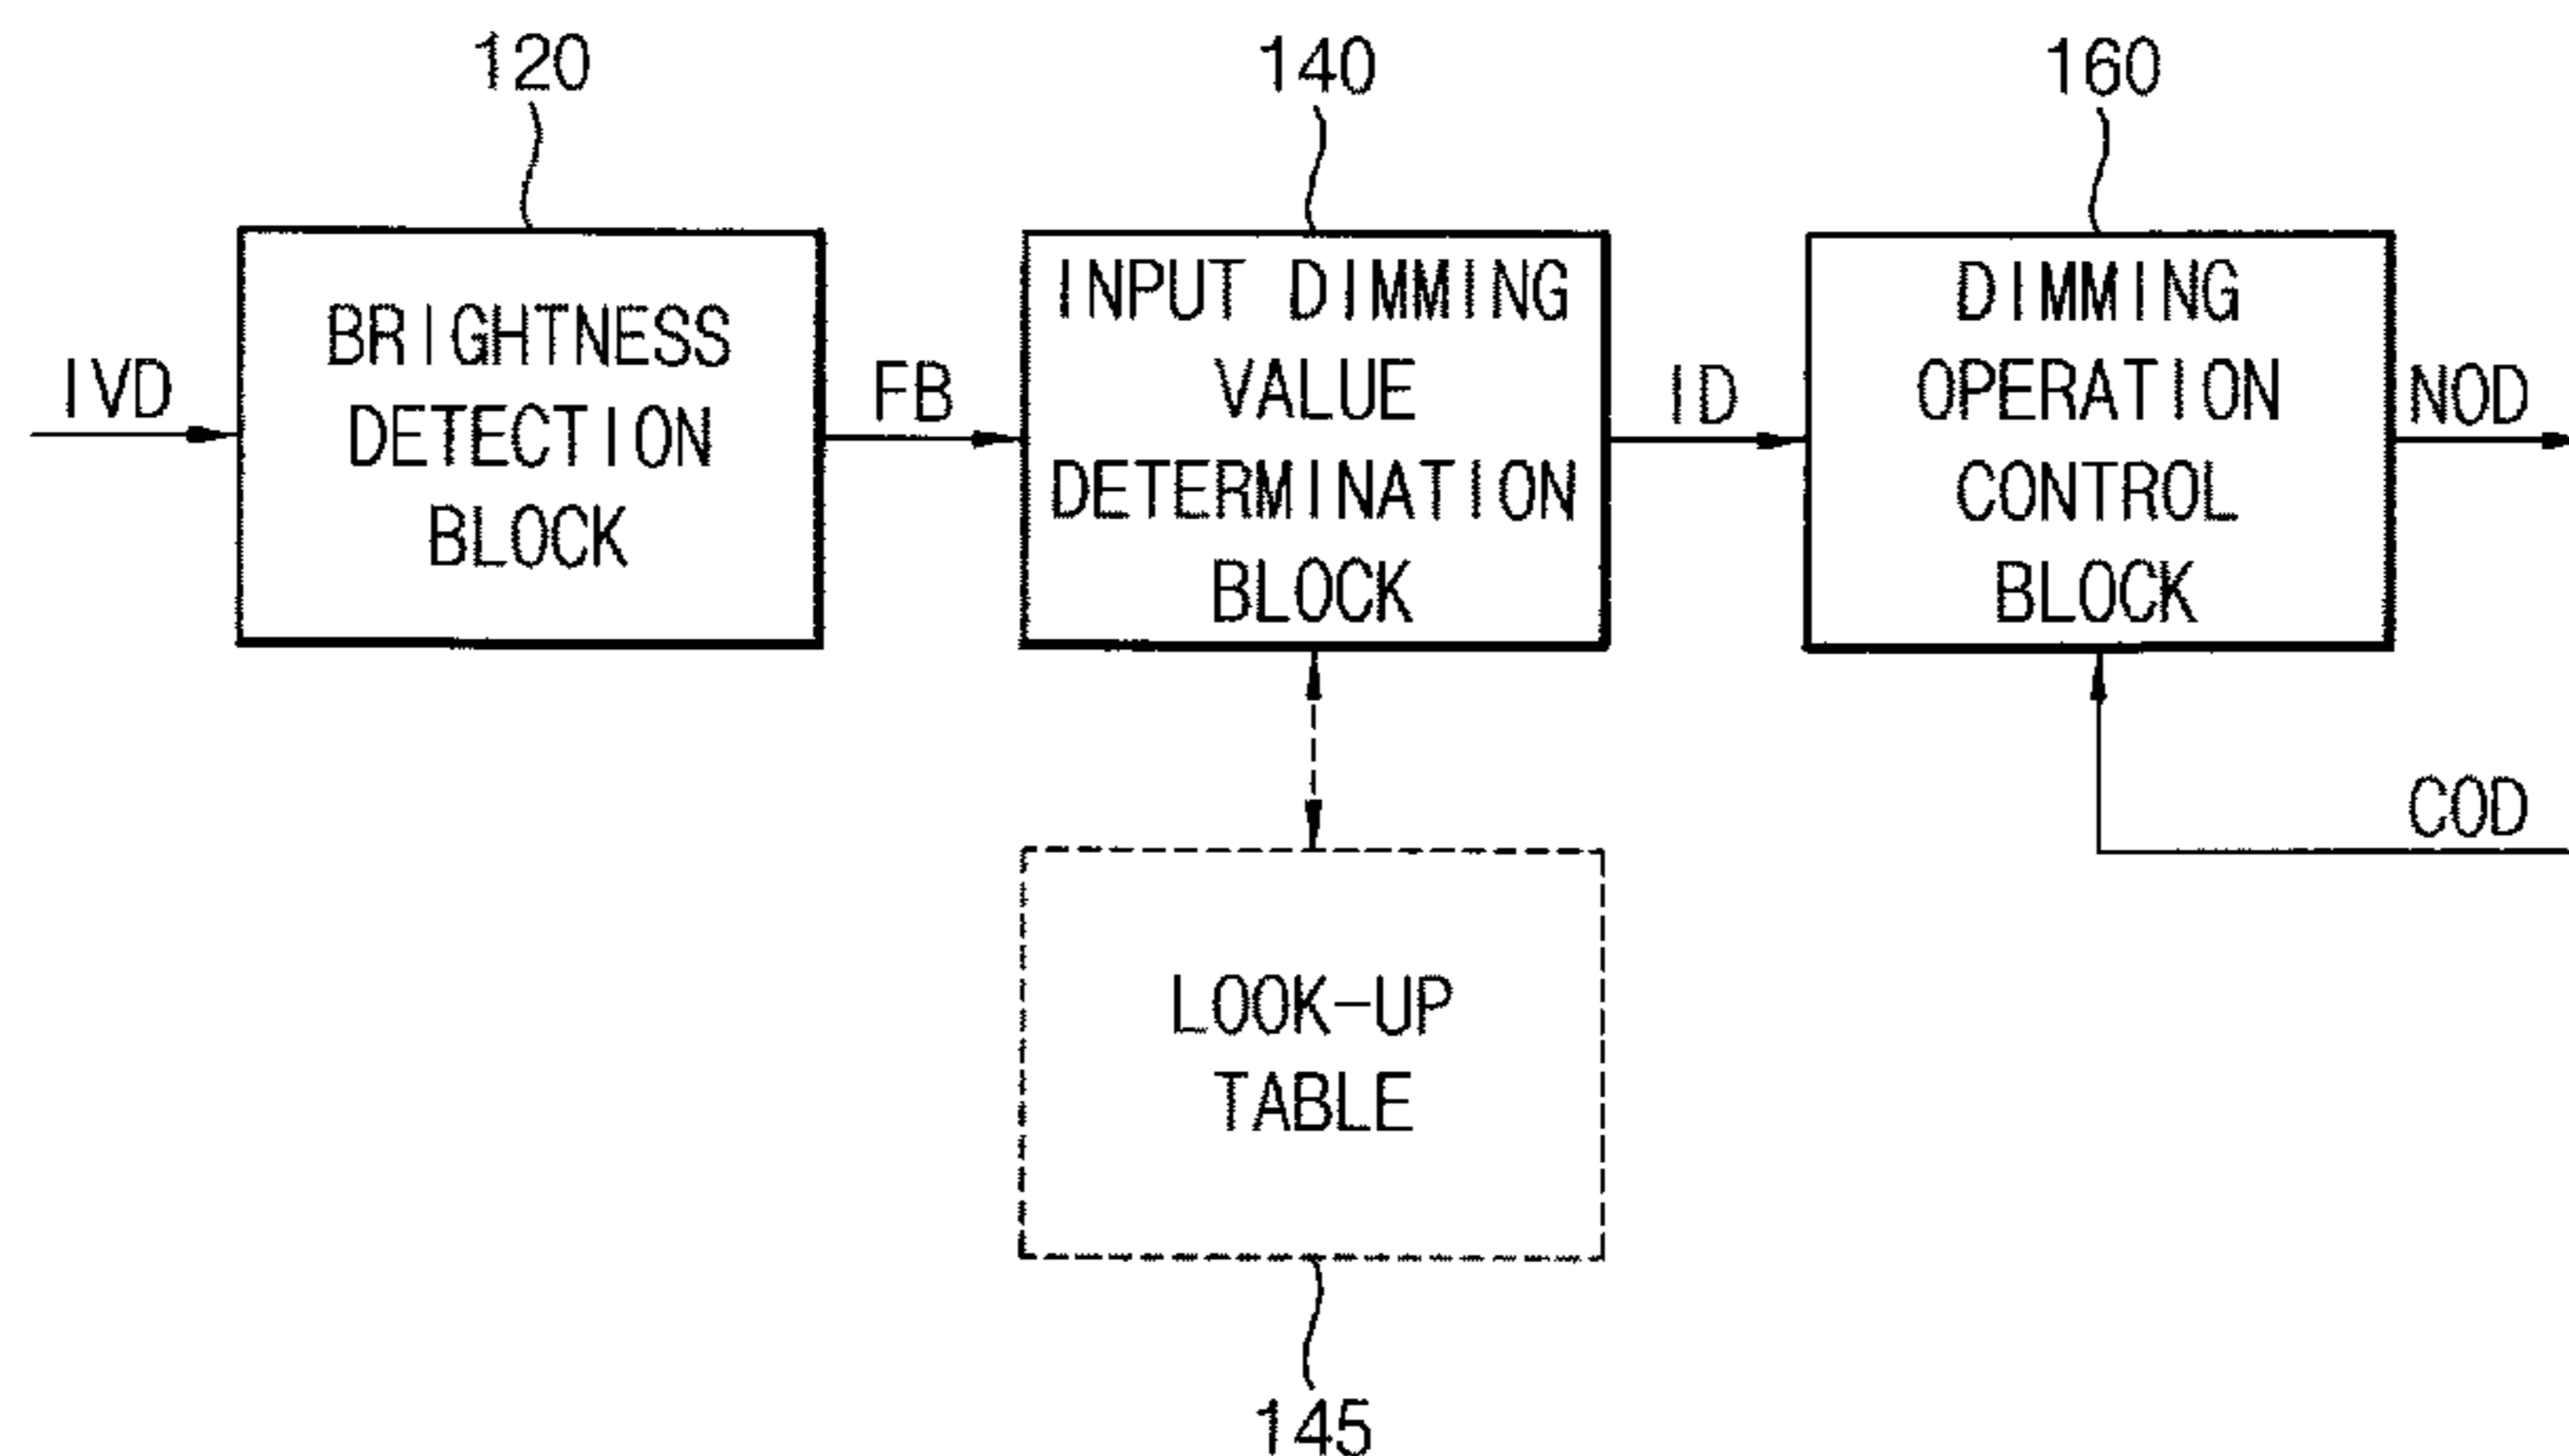 120
140
160
IVD
BRIGHTNESS
DETECTION
BLOCK
FB
INPUT DIMMING
VALUE
DETERMINATION
BLOCK
ID
DIMMING
OPERATION
CONTROL
BLOCK
NOD
COD
LOOK-UP
TABLE
145